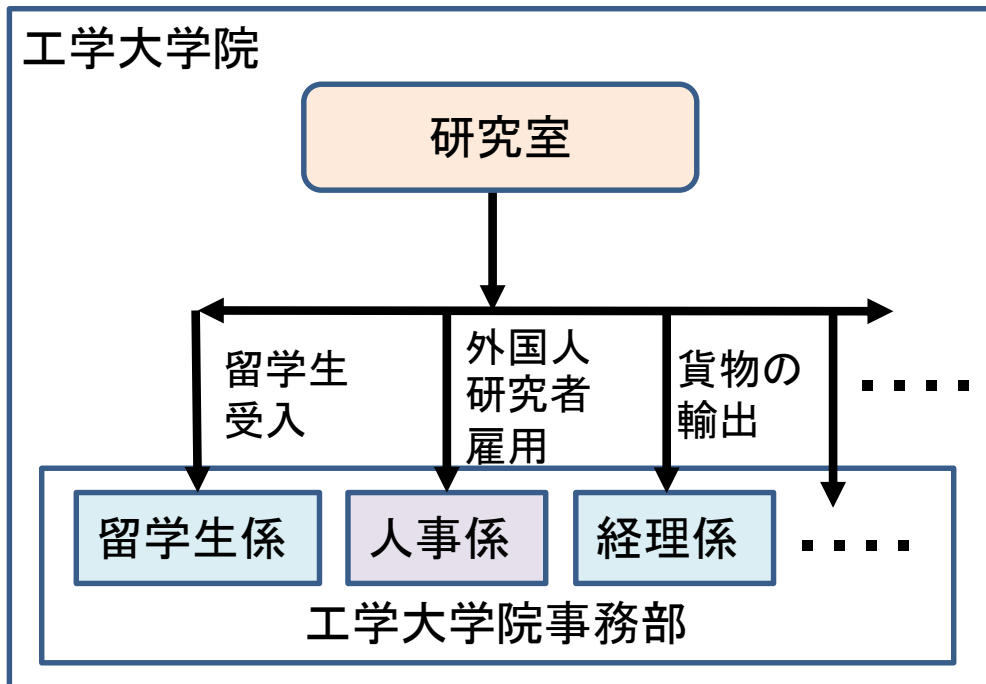 工学大学院
研究室
留学生
受入
外国人
研究者
雇用
貨物の
輸出
....
留学生係
人事係
経理係
....
工学大学院事務部